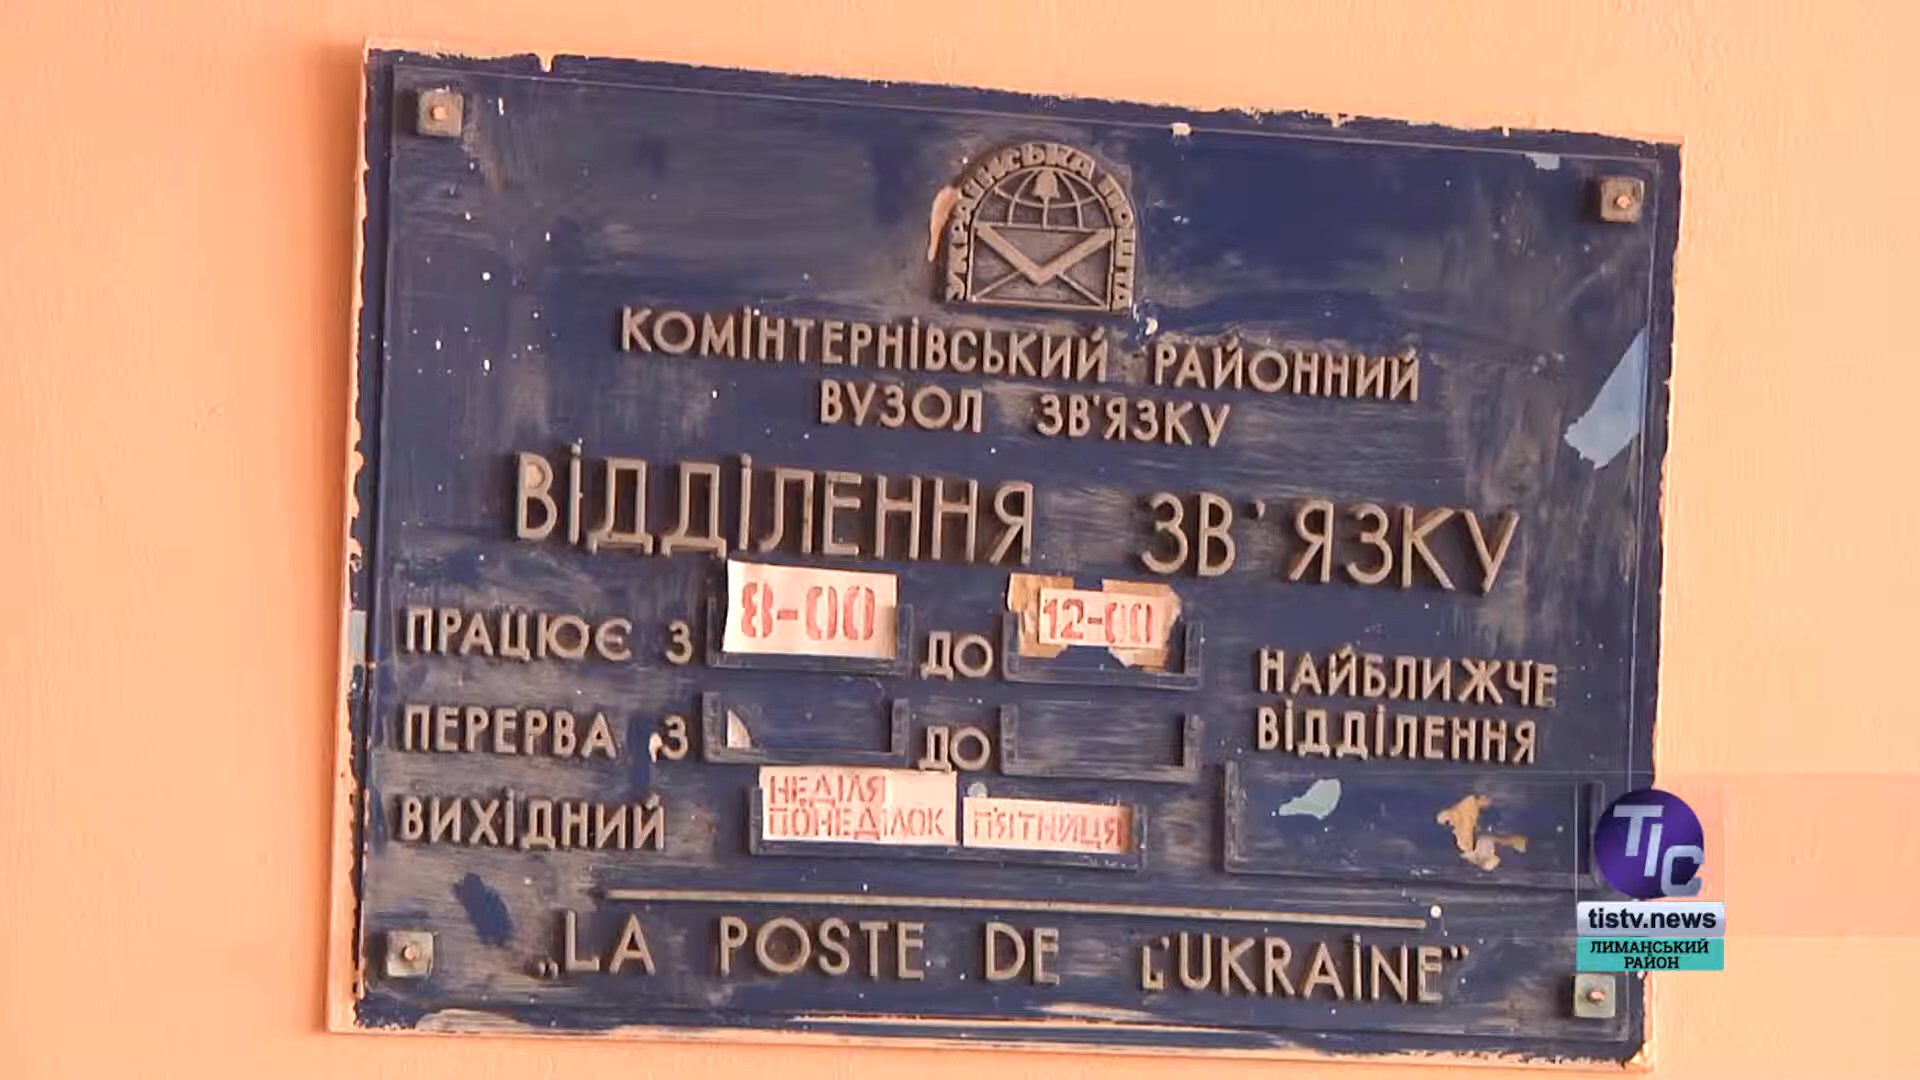 УКРАЇНСЬКА ПОШТА
КОМІНТЕРНІВСЬКИЙ РАЙОННИЙ
ВУЗОЛ ЗВ'ЯЗКУ
ВІДДІЛЕННЯ ЗВ'ЯЗКУ
ПРАЦЮЄ З 8-00 ДО 12-00
ПЕРЕРВА З ДО
НАЙБЛИЖЧЕ
ВІДДІЛЕННЯ
ВИХІДНИЙ НЕДІЛЯ
ПОНЕДІЛОК П'ЯТНИЦЯ
„LA POSTE DE L'UKRAINE"
ТІС
tistv.news
ЛИМАНСЬКИЙ
РАЙОН